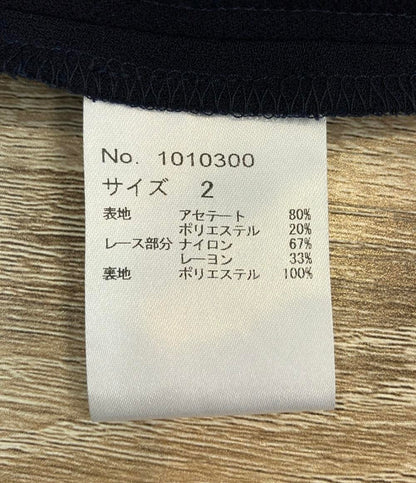 No. 1010300
サイズ 2
表地 アセテート 80%
ポリエステル 20%
レース部分 ナイロン 67%
レーヨン 33%
裏地 ポリエステル 100%